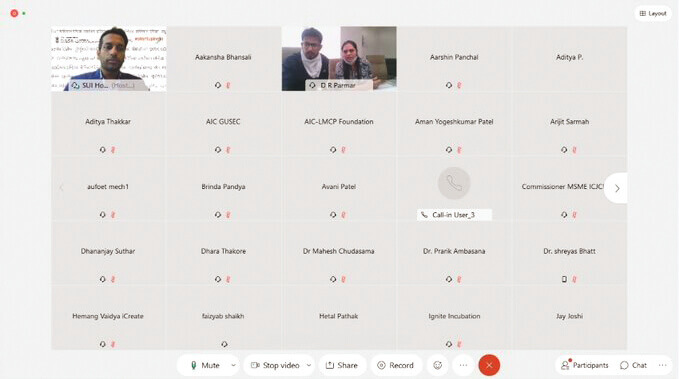 Layout
Aakansha Bhansali
Aarshin Panchal
Aditya P.
SUI Ho... (Host...)
D R Parmar
Aditya Thakkar
AIC GUSEC
AIC-LMCP Foundation
Aman Yogeshkumar Patel
Arijit Sarmah
aufoet mech1
Brinda Pandya
Avani Patel
Call-in User_3
Commissioner MSME ICJC
Dhananjay Suthar
Dhara Thakore
Dr Mahesh Chudasama
Dr. Prarik Ambasana
Dr. shreyas Bhatt
Hemang Vaidya iCreate
faizyab shaikh
Hetal Pathak
Ignite Incubation
Jay Joshi
Mute
Stop video
Share
Record
Participants
Chat